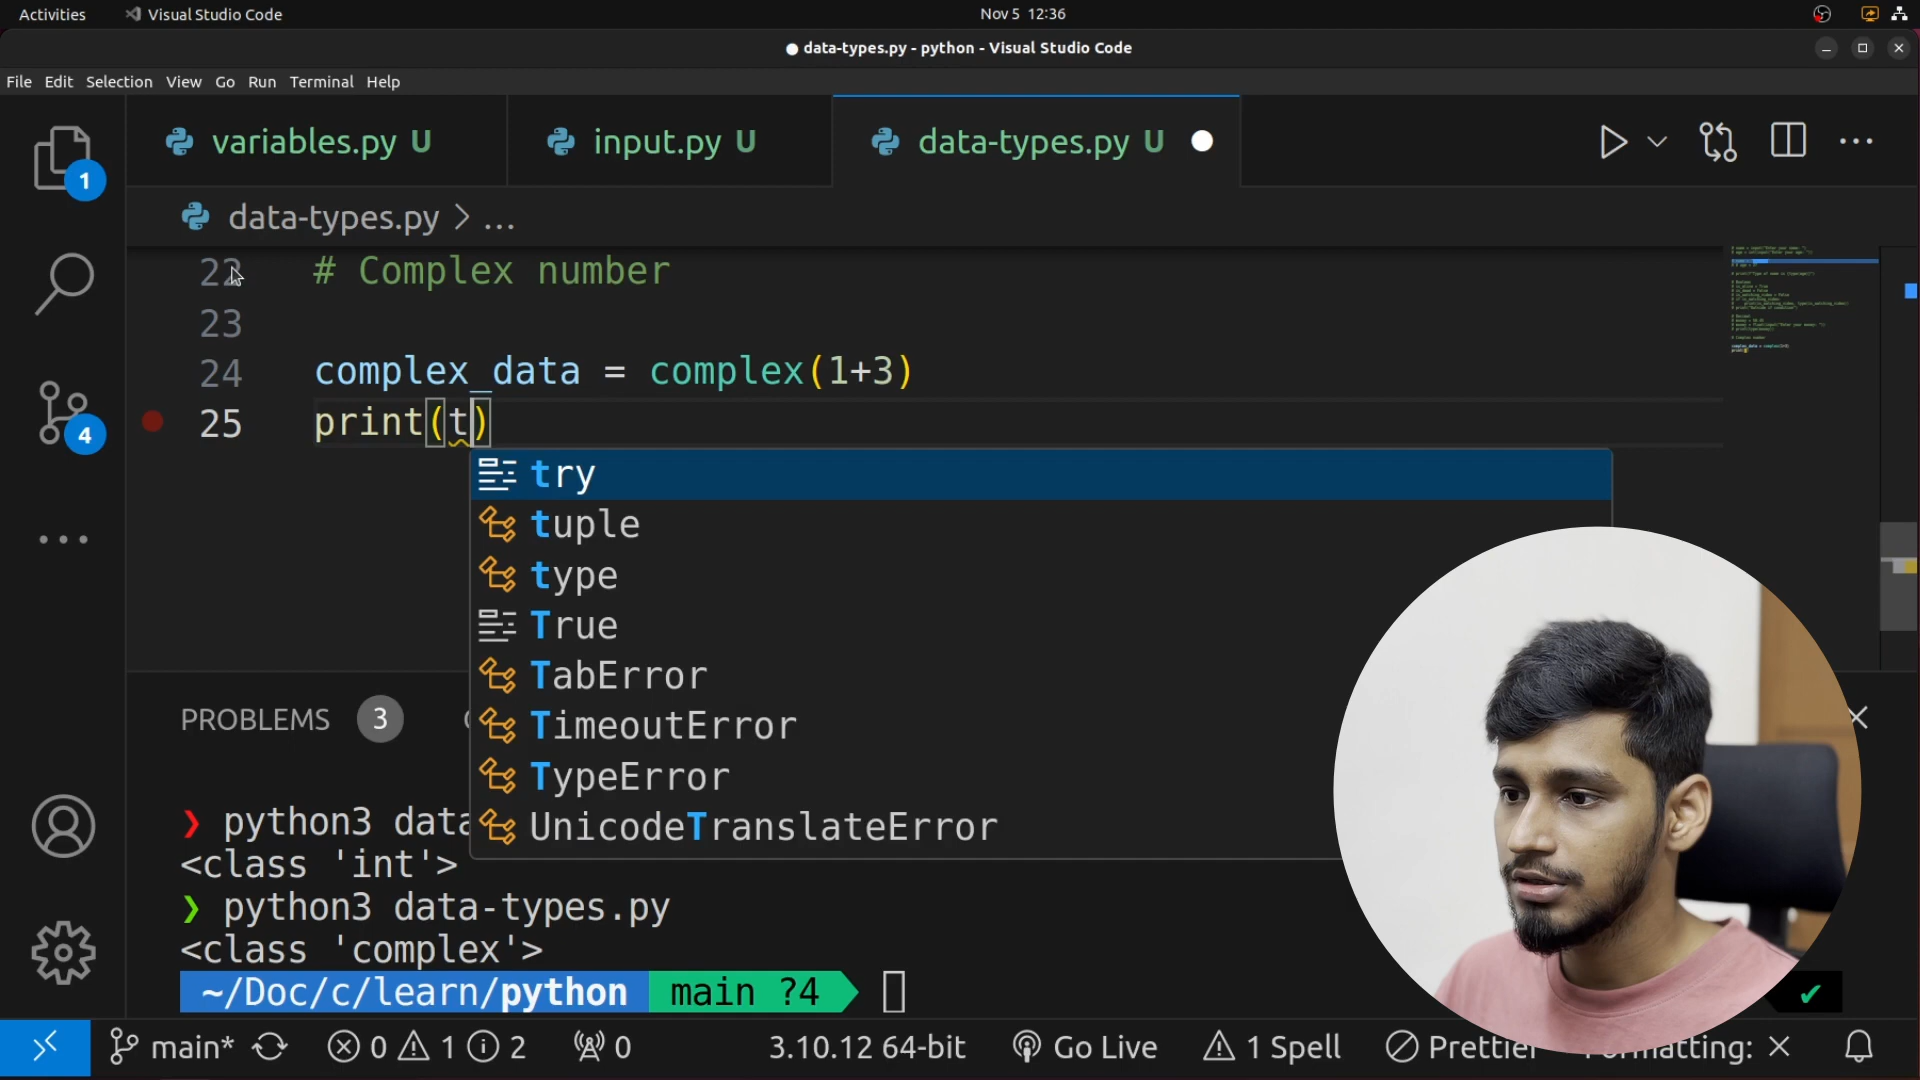 Activities Visual Studio Code Nov 5 12:36
data-types.py - python - Visual Studio Code
File Edit Selection View Go Run Terminal Help
variables.py U input.py U data-types.py U
1
data-types.py > ...
22 # Complex number
23
24 complex_data = complex(1+3)
25 print(t)
4
try
tuple
type
True
TabError
TimeoutError
TypeError
UnicodeTranslateError
PROBLEMS 3
❯ python3 data
<class 'int'>
❯ python3 data-types.py
<class 'complex'>
~/Doc/c/learn/python main ?4
main* 0 1 2 0 3.10.12 64-bit Go Live 1 Spell Prettier Formatting: